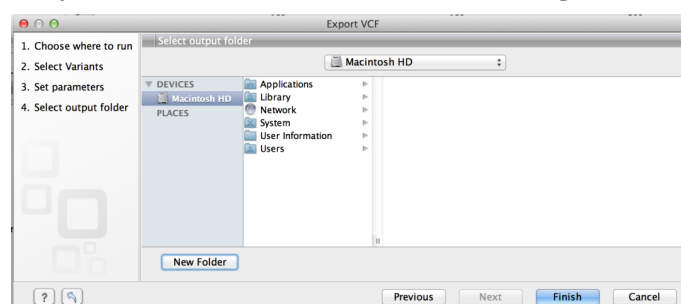 Export VCF
1. Choose where to run
2. Select Variants
3. Set parameters
4. Select output folder
Select output folder
Macintosh HD
DEVICES
Macintosh HD
PLACES
Applications
Library
Network
System
User Information
Users
New Folder
?
Previous
Next
Finish
Cancel